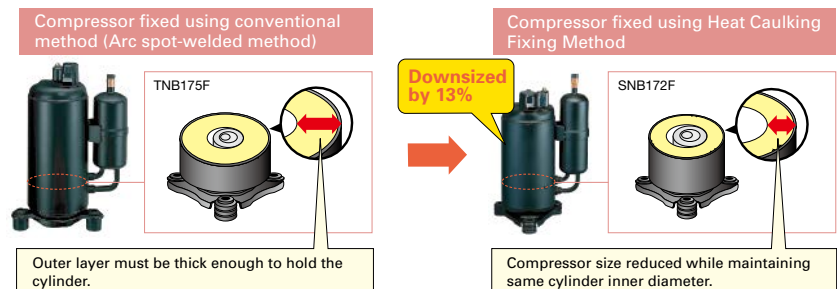 Compressor fixed using conventional
method (Arc spot-welded method)
TNB175F
Outer layer must be thick enough to hold the
cylinder.
Compressor fixed using Heat Caulking
Fixing Method
Downsized
by 13%
SNB172F
Compressor size reduced while maintaining
same cylinder inner diameter.